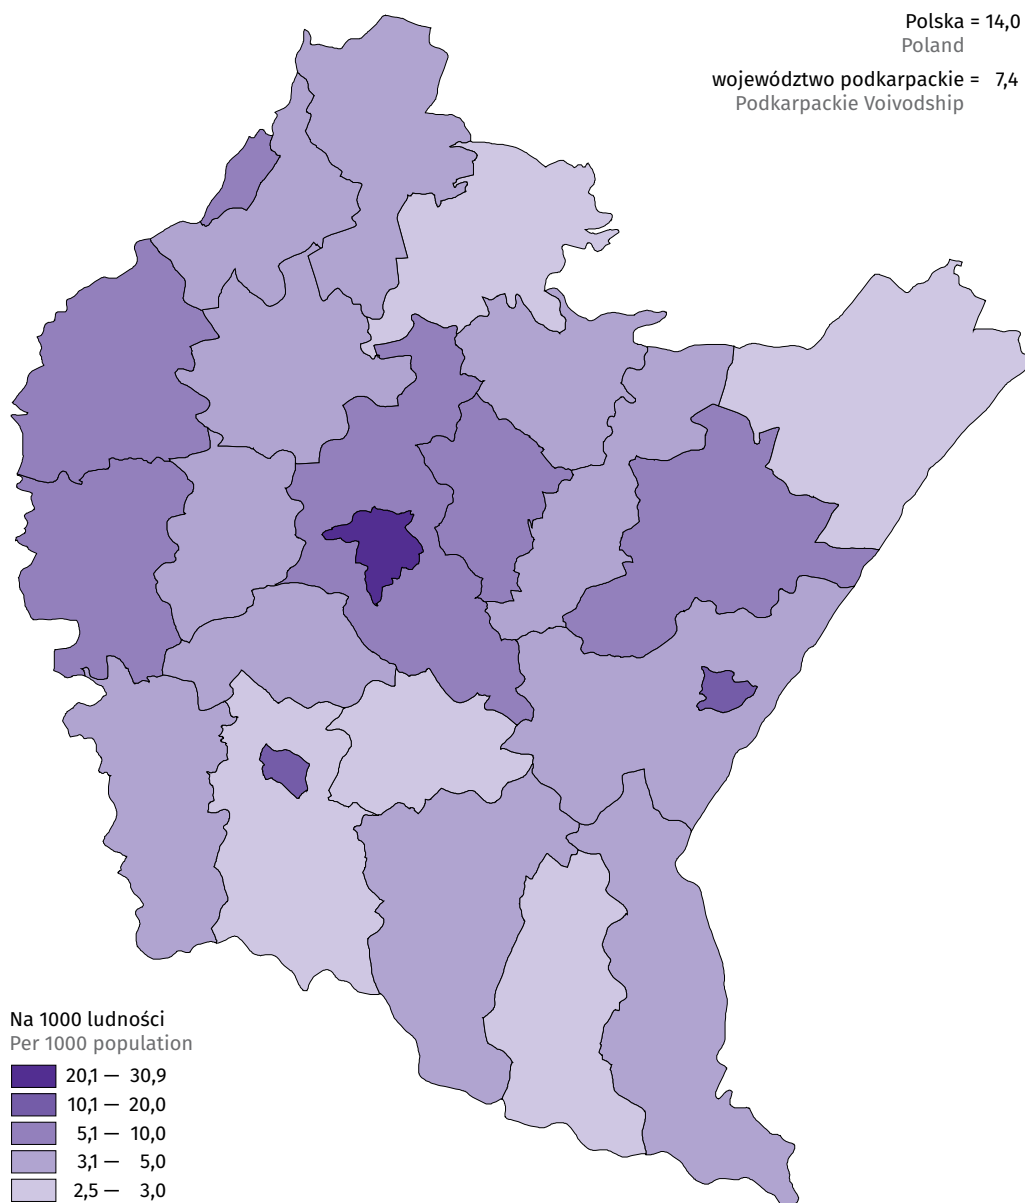 Polska = 14,0
Poland
województwo podkarpackie = 7,4
Podkarpackie Voivodship
Na 1000 ludności
Per 1000 population
20,1 — 30,9
10,1 — 20,0
5,1 — 10,0
3,1 — 5,0
2,5 — 3,0